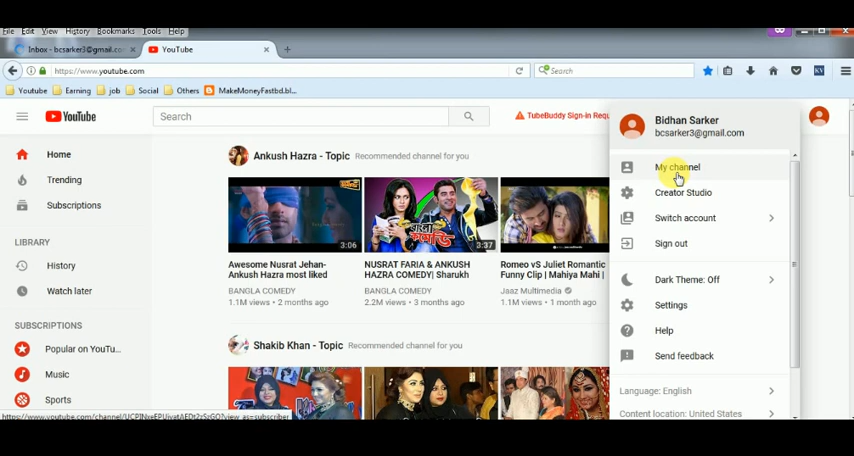 File Edit View History Bookmarks Tools Help
Inbox - bcsarker3@gmail.com
YouTube
https://www.youtube.com
Search
Youtube Earning job Social Others MakeMoneyFastbd.bl...
YouTube
Search
TubeBuddy Sign-in Requ
Home
Trending
Subscriptions
LIBRARY
History
Watch later
SUBSCRIPTIONS
Popular on YouTu...
Music
Sports
Ankush Hazra - Topic Recommended channel for you
3:06
3:37
Awesome Nusrat Jehan-
Ankush Hazra most liked
BANGLA COMEDY
1.1M views • 2 months ago
NUSRAT FARIA & ANKUSH
HAZRA COMEDY| Sharukh
BANGLA COMEDY
2.2M views • 3 months ago
Romeo vS Juliet Romantic
Funny Clip | Mahiya Mahi |
Jaaz Multimedia
1.1M views • 1 month ago
Shakib Khan - Topic Recommended channel for you
Bidhan Sarker
bcsarker3@gmail.com
My channel
Creator Studio
Switch account
Sign out
Dark Theme: Off
Settings
Help
Send feedback
Language: English
Content location: United States